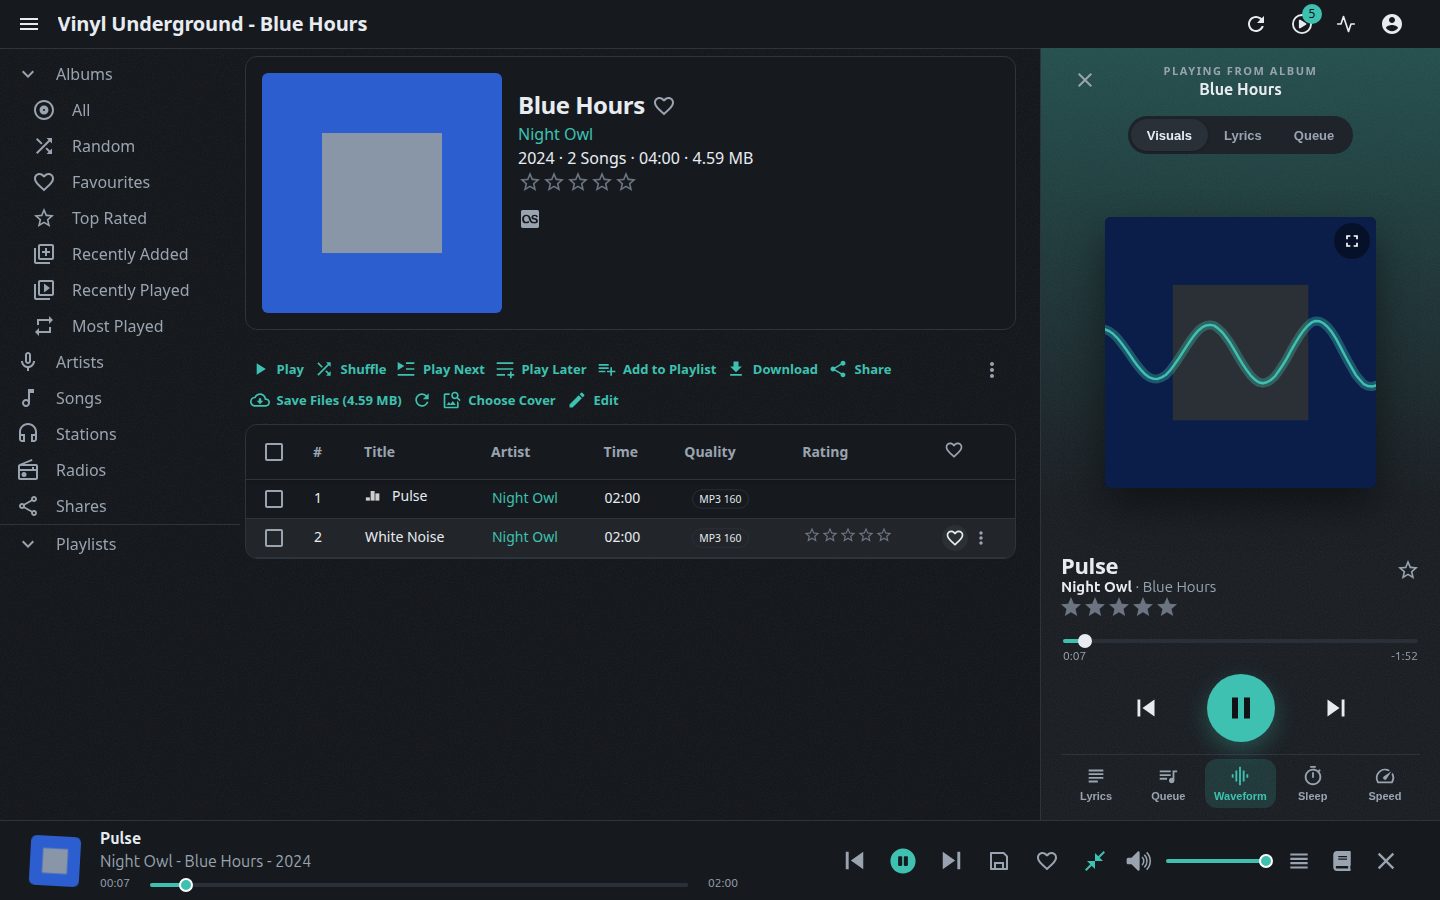 Vinyl Underground - Blue Hours
5
Albums
All
Random
Favourites
Top Rated
Recently Added
Recently Played
Most Played
Artists
Songs
Stations
Radios
Shares
Playlists
Blue Hours
Night Owl
2024 · 2 Songs · 04:00 · 4.59 MB
Play
Shuffle
Play Next
Play Later
Add to Playlist
Download
Share
Save Files (4.59 MB)
Choose Cover
Edit
# Title Artist Time Quality Rating
1 Pulse Night Owl 02:00 MP3 160
2 White Noise Night Owl 02:00 MP3 160
PLAYING FROM ALBUM
Blue Hours
Visuals Lyrics Queue
Pulse
Night Owl · Blue Hours
0:07 -1:52
Lyrics Queue Waveform Sleep Speed
Pulse
Night Owl - Blue Hours - 2024
00:07 02:00